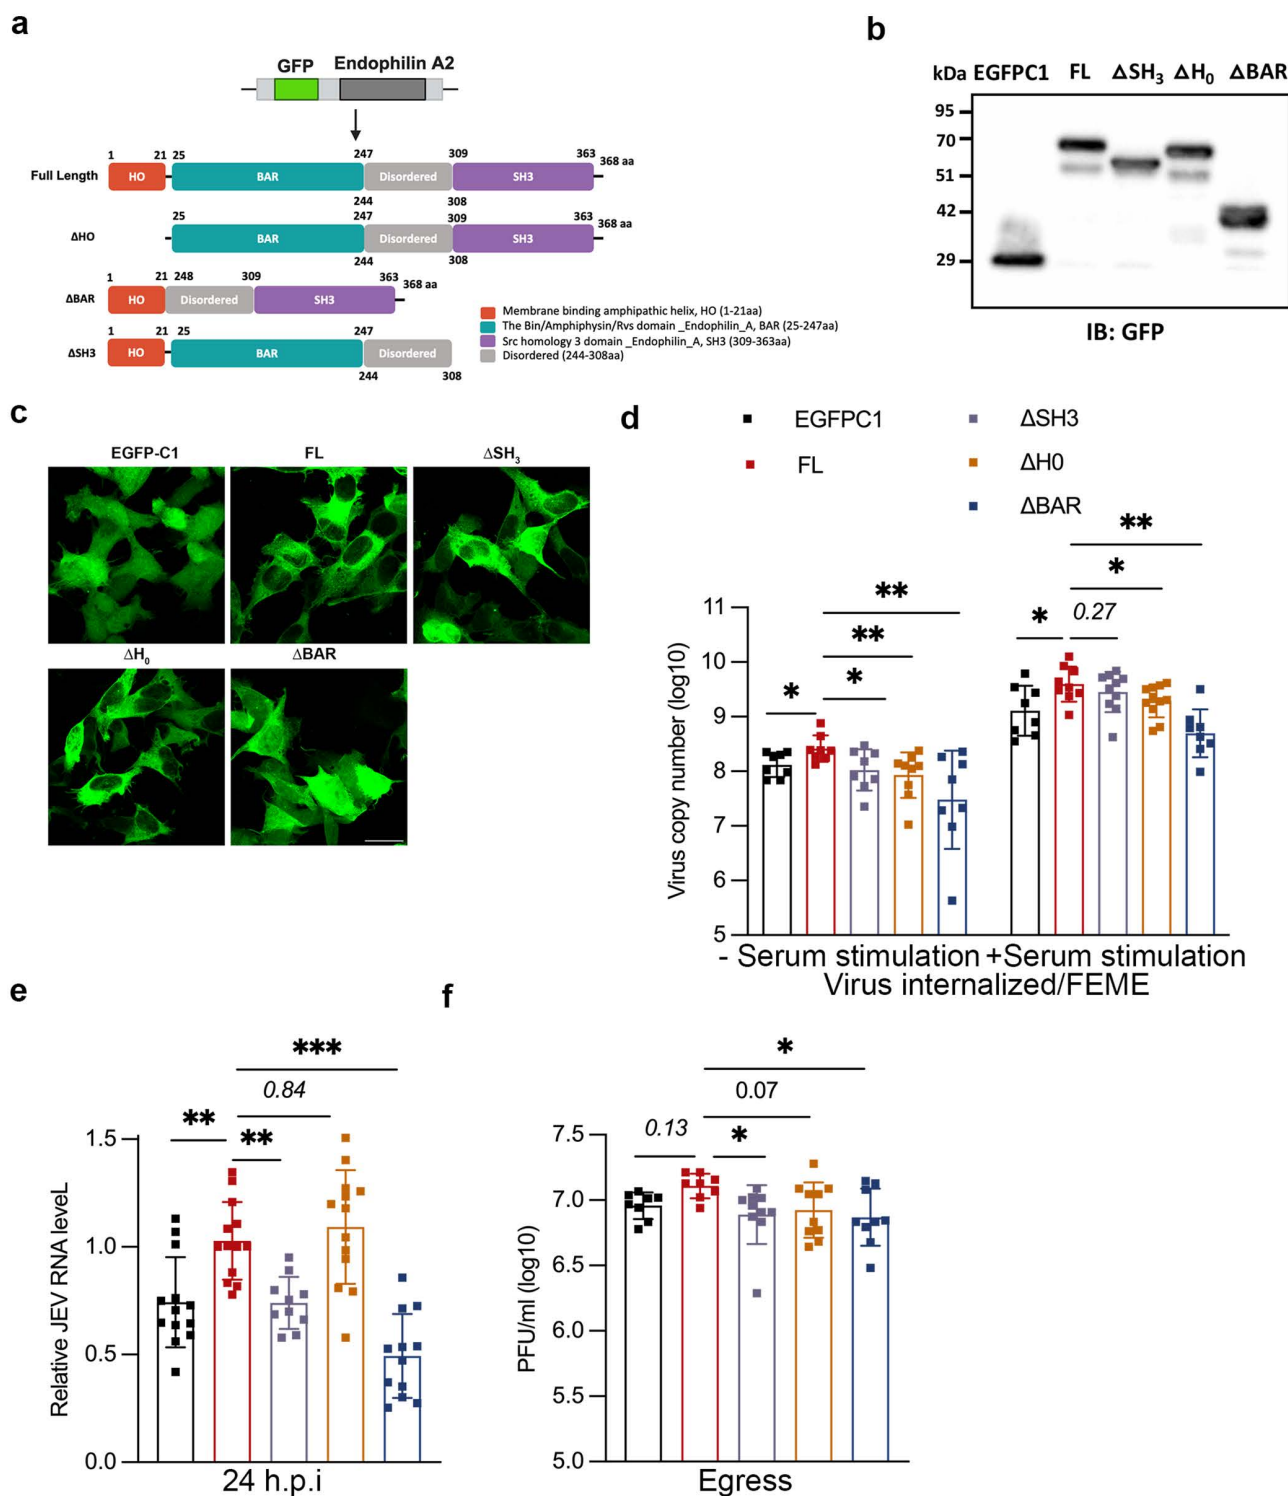 a
GFP Endophilin A2
1 21 25 247 309 363
Full Length HO BAR Disordered SH3 368 aa
244 308
25 247 309 363
ΔHO BAR Disordered SH3 368 aa
244 308
1 21 248 309 363
ΔBAR HO Disordered SH3 368 aa
1 21 25 247
ΔSH3 HO BAR Disordered
244 308
Membrane binding amphipathic helix, HO (1-21aa)
The Bin/Amphiphysin/Rvs domain _Endophilin_A, BAR (25-247aa)
Src homology 3 domain _Endophilin_A, SH3 (309-363aa)
Disordered (244-308aa)
b
kDa EGFPC1 FL ΔSH₃ ΔH₀ ΔBAR
95
70
51
42
29
IB: GFP
c
EGFP-C1 FL ΔSH₃
ΔH₀ ΔBAR
d
EGFPC1 ΔSH3
FL ΔH0
ΔBAR
Virus copy number (log10)
11
10
9
8
7
6
5
* * ** **
* 0.27 * **
- Serum stimulation +Serum stimulation
Virus internalized/FEME
e
Relative JEV RNA leveL
1.5
1.0
0.5
0.0
***
0.84
** **
24 h.p.i
f
PFU/ml (log10)
7.5
7.0
6.5
6.0
5.5
5.0
*
0.07
0.13 *
Egress